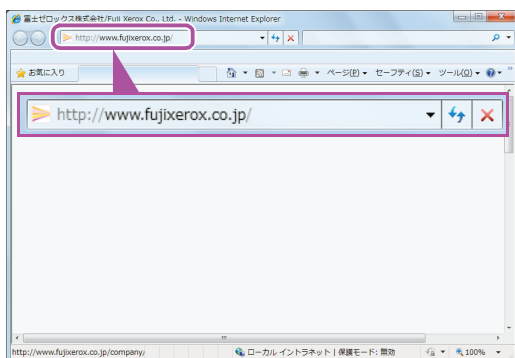 富士ゼロックス株式会社/Fuji Xerox Co., Ltd. - Windows Internet Explorer
http://www.fujixerox.co.jp/
お気に入り
ページ(P) セーフティ(S) ツール(O) »
http://www.fujixerox.co.jp/
http://www.fujixerox.co.jp/company/ ローカル イントラネット | 保護モード: 無効 100%